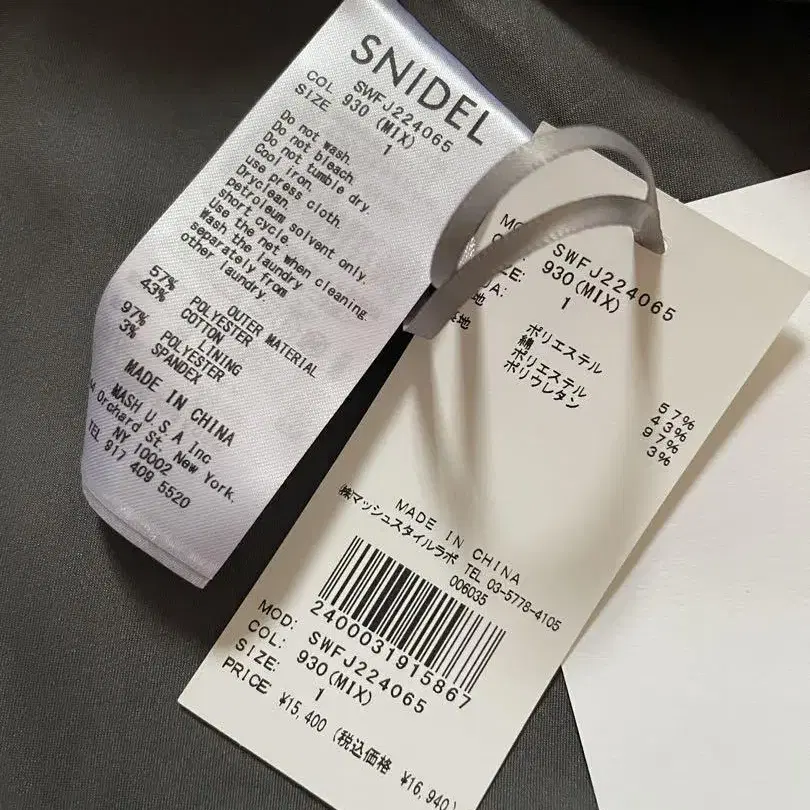 SNIDEL
SWFJ224065
COL 930 (MIX)
SIZE 1
Do not wash.
Do not bleach.
Do not tumble dry.
Cool iron.
use press cloth.
Dryclean.
petroleum solvent only.
short cycle.
Use the net when cleaning.
Wash the laundry
separately from
other laundry.
OUTER MATERIAL
57% POLYESTER
43% COTTON
LINING
97% POLYESTER
3% SPANDEX
MADE IN CHINA
MASH U.S.A Inc
Orchard St, New York.
NY 10002
TEL 917 409 5520
SWFJ224065
930(MIX)
1
ポリエステル 57%
綿 43%
ポリエステル 97%
ポリウレタン 3%
MADE IN CHINA
㈱マッシュスタイルラボ TEL 03-5778-4105
006035
2400031915867
MOD: SWFJ224065
COL: 930(MIX)
SIZE: 1
PRICE ¥15,400 (税込価格 ¥16,940)